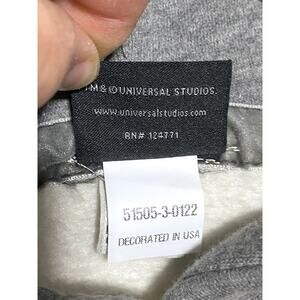 TM & © UNIVERSAL STUDIOS.
www.universalstudios.com
RN# 124771
51505-3-0122
DECORATED IN USA